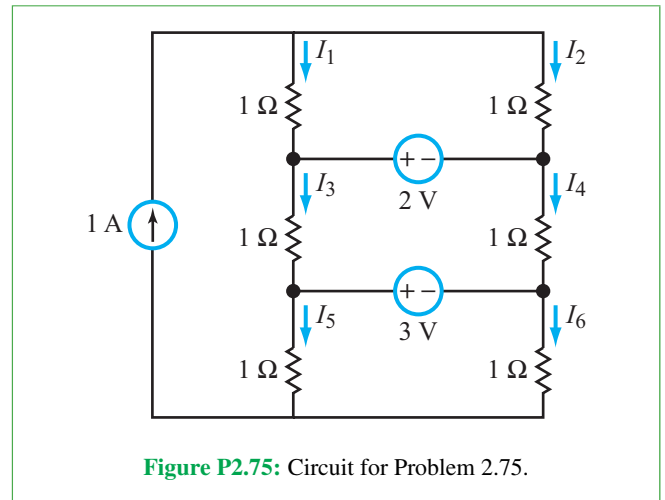 I1 I2
1 Ω 1 Ω
+ −
2 V
I3 I4
1 A
1 Ω 1 Ω
+ −
3 V
I5 I6
1 Ω 1 Ω
Figure P2.75: Circuit for Problem 2.75.